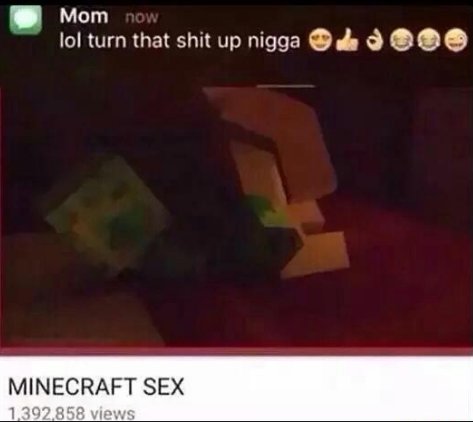 Mom now
lol turn that shit up nigga 😍👍👌😂😂😜
MINECRAFT SEX
1,392,858 views